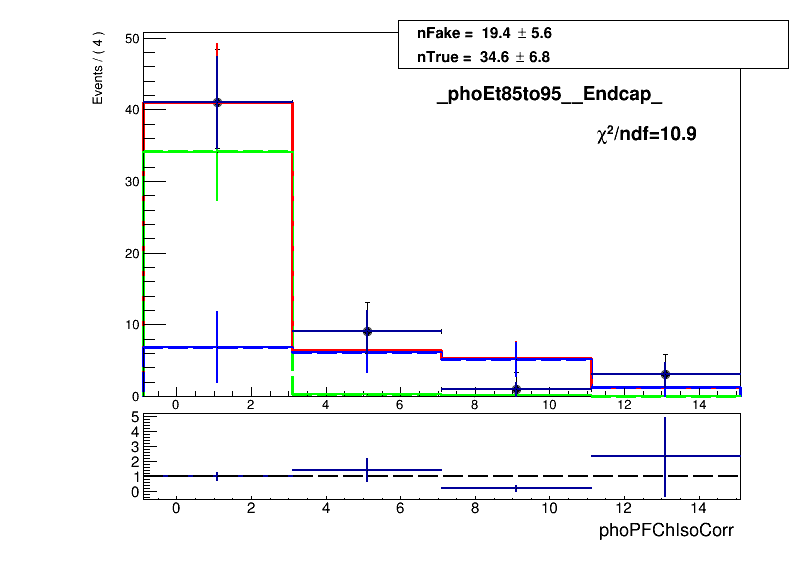 nFake = 19.4 ± 5.6
nTrue = 34.6 ± 6.8
_phoEt85to95__Endcap_
χ²/ndf=10.9
Events / ( 4 )
50
40
30
20
10
0
0 2 4 6 8 10 12 14
5
4
3
2
1
0
0 2 4 6 8 10 12 14
phoPFChIsoCorr